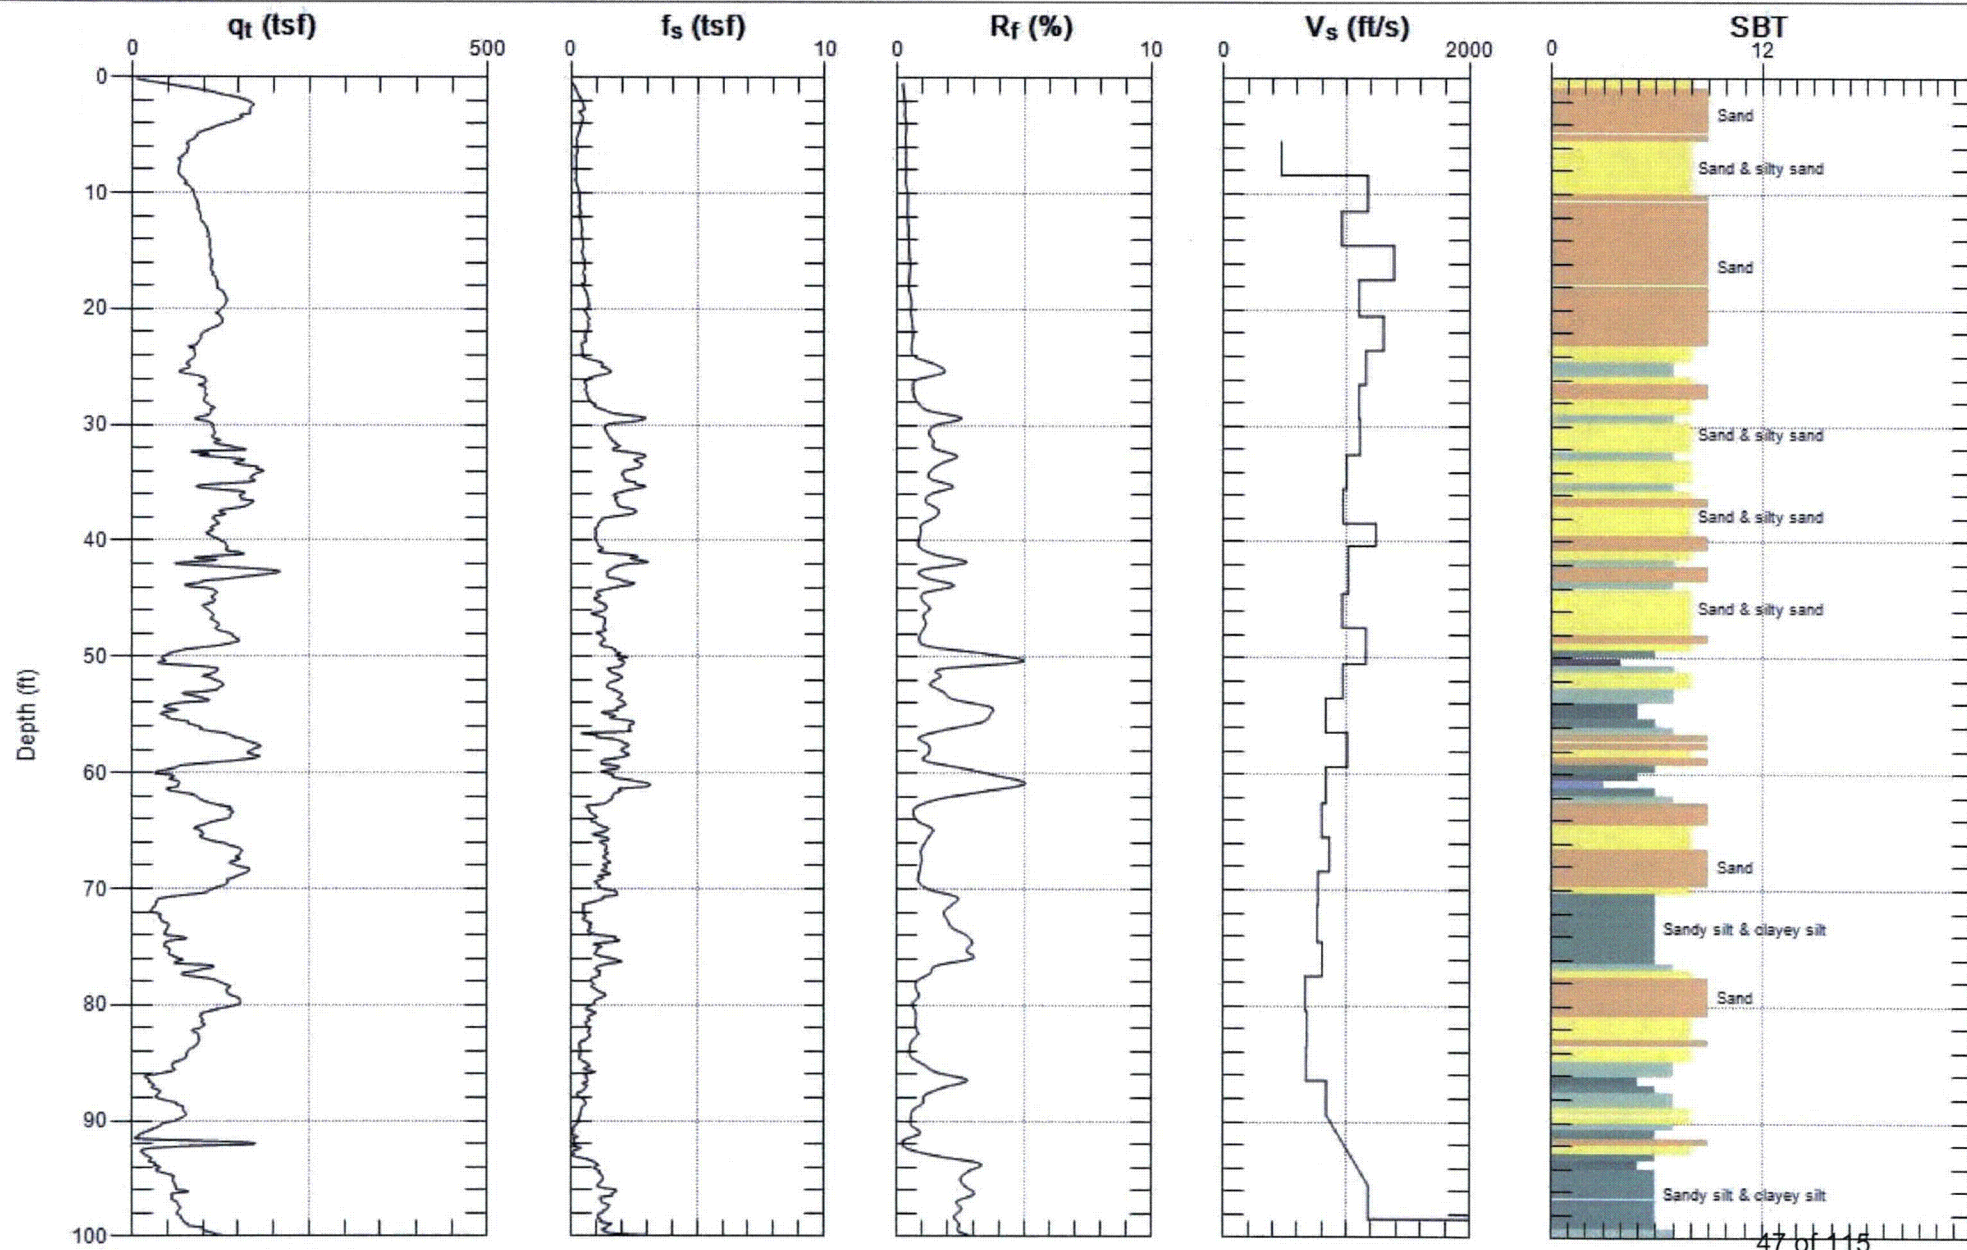 qt (tsf) fs (tsf) Rf (%) Vs (ft/s) SBT
0 500 0 10 0 10 0 2000 0 12
0
Sand
Sand & silty sand
10
Sand
20
30
Sand & silty sand
Sand & silty sand
40
Sand & silty sand
50
Depth (ft)
60
Sand
70
Sandy silt & clayey silt
80
Sand
90
Sandy silt & clayey silt
100
47 of 115